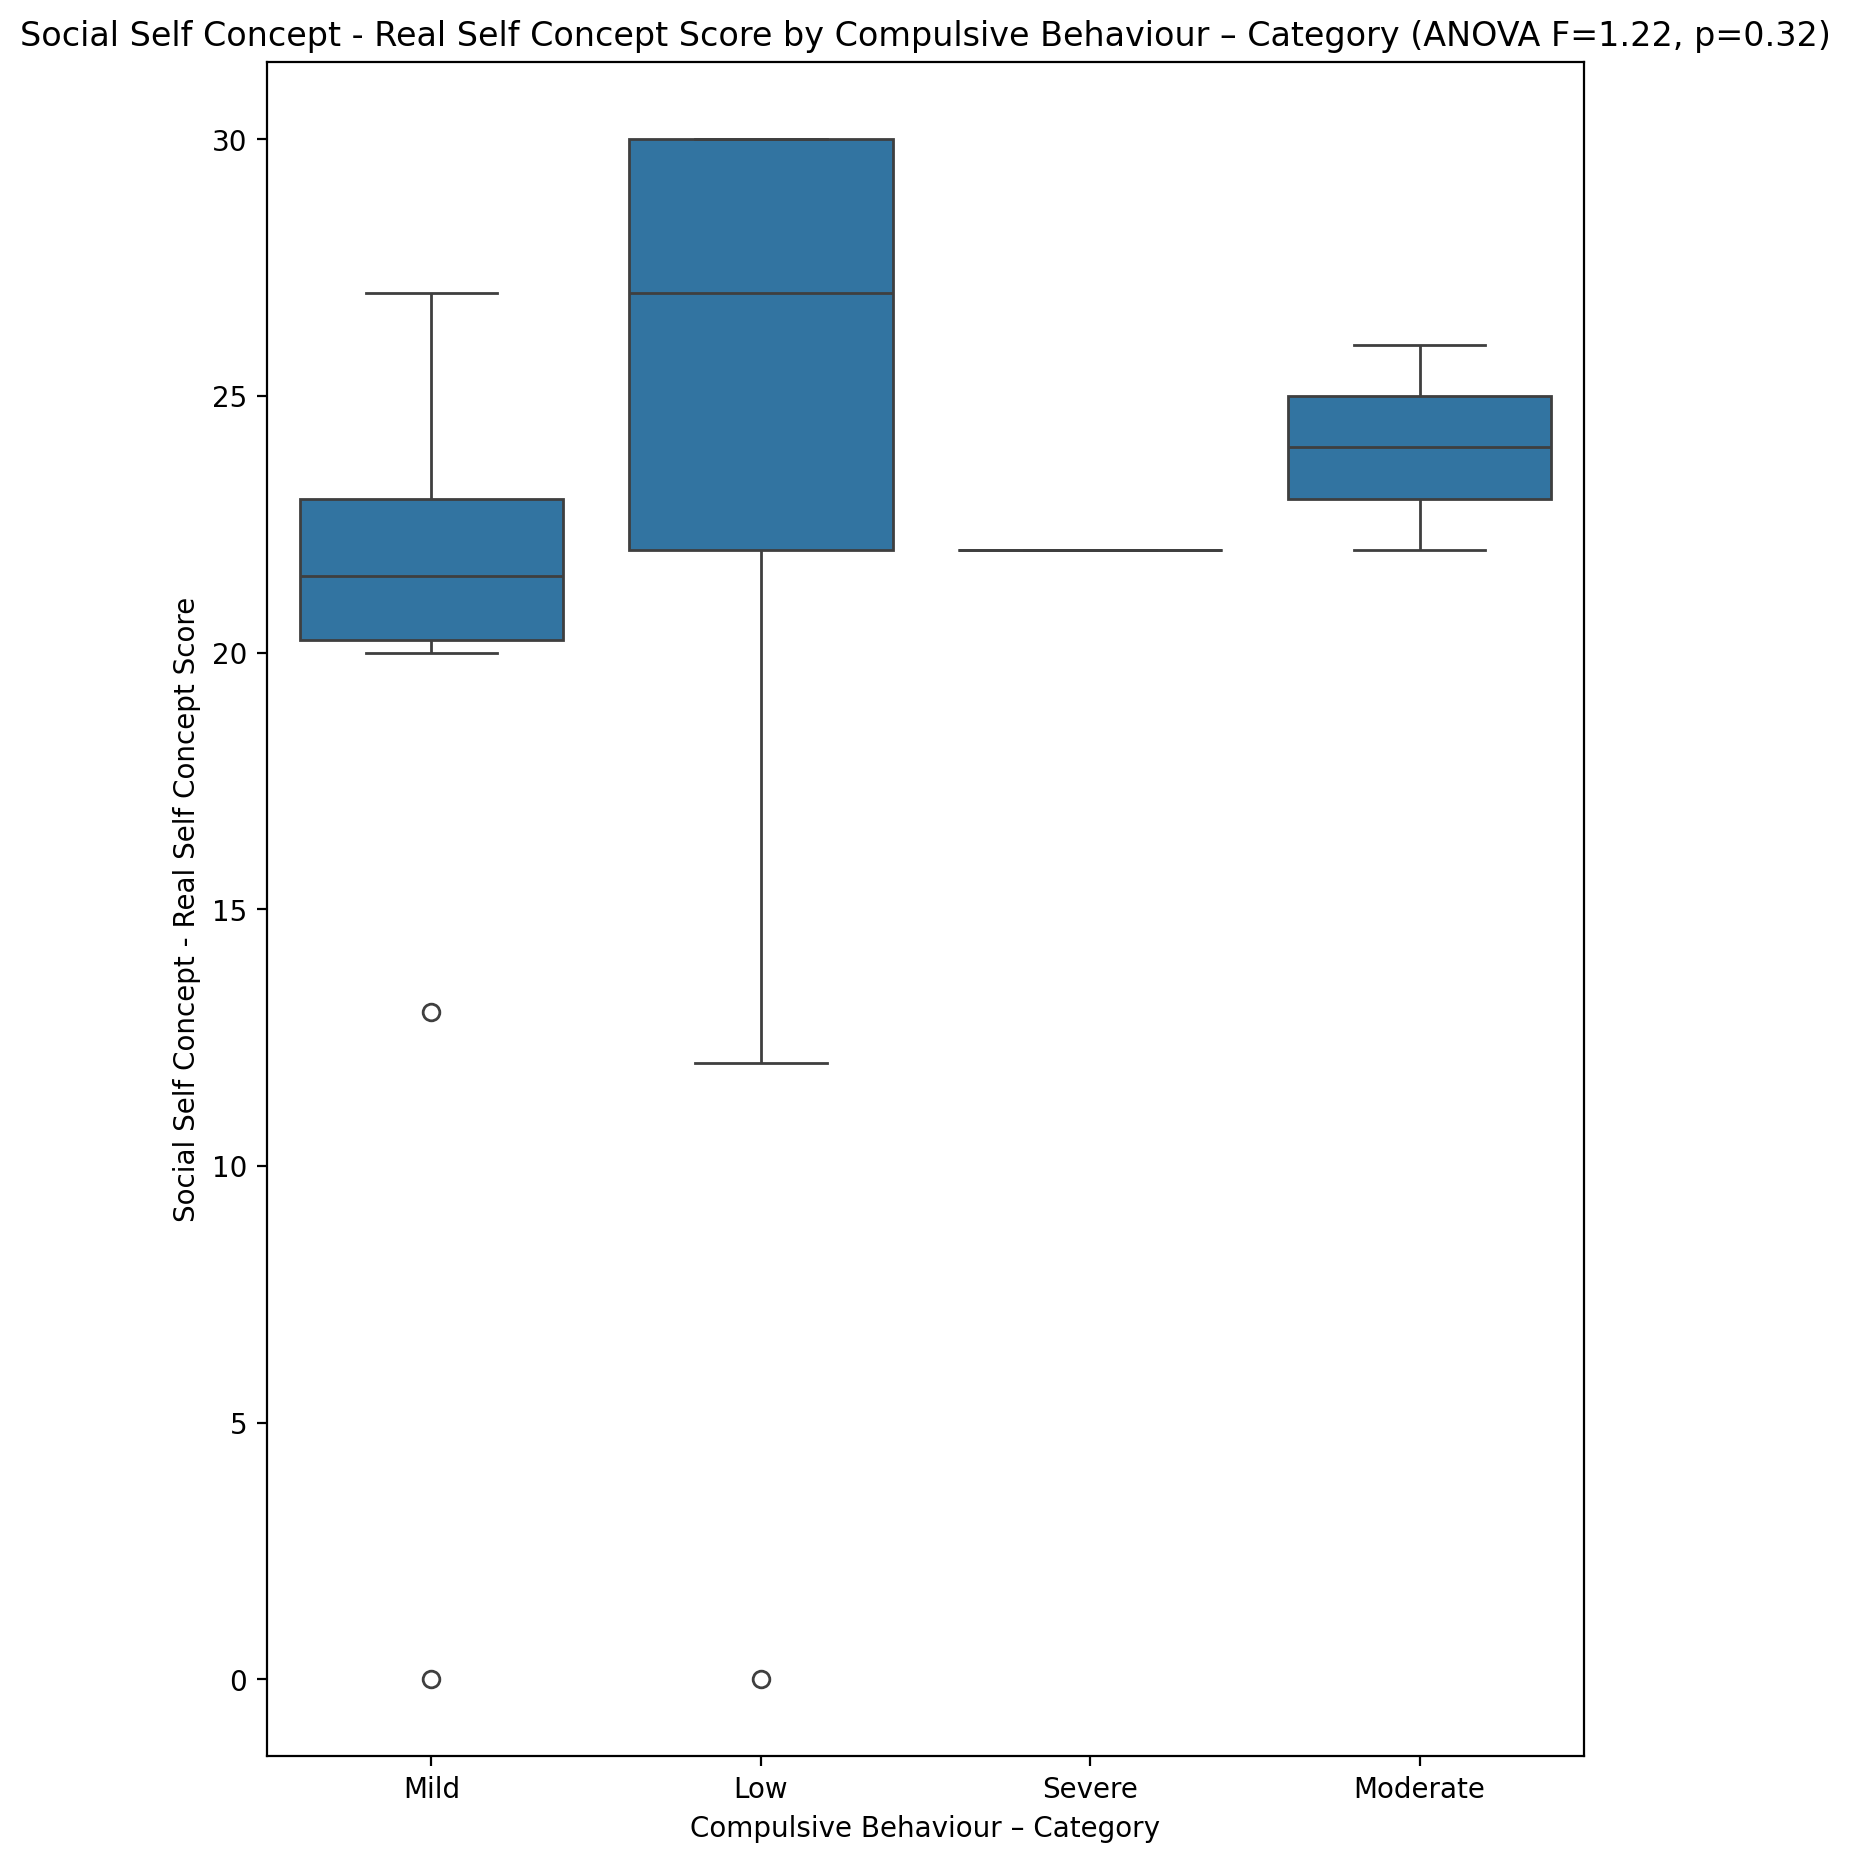 Social Self Concept - Real Self Concept Score by Compulsive Behaviour – Category (ANOVA F=1.22, p=0.32)
Social Self Concept - Real Self Concept Score
30
25
20
15
10
5
0
Mild
Low
Severe
Moderate
Compulsive Behaviour – Category